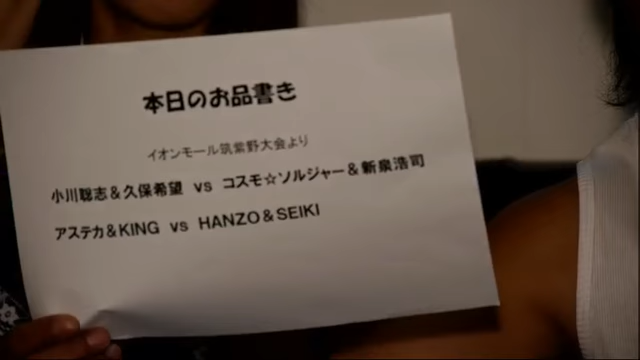 本日のお品書き
イオンモール筑紫野大会より
小川聡志＆久保希望 vs コスモ☆ソルジャー＆新泉浩司
アステカ＆KING vs HANZO＆SEIKI